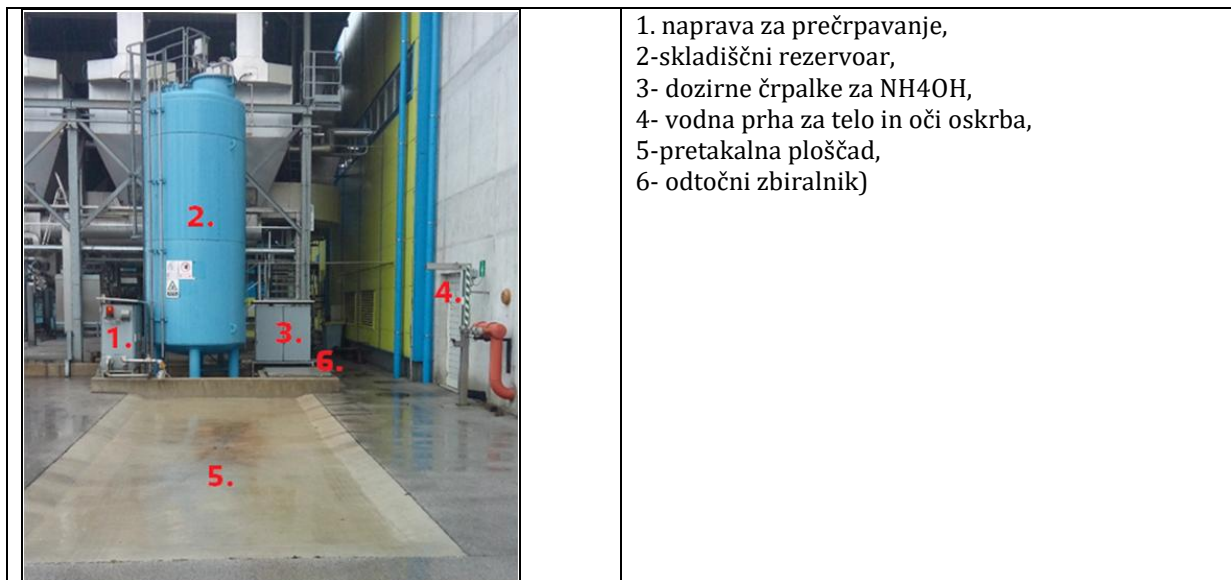 1. naprava za prečrpavanje,
2-skladiščni rezervoar,
3- dozirne črpalke za NH4OH,
4- vodna prha za telo in oči oskrba,
5-pretakalna ploščad,
6- odtočni zbiralnik)
2.
4.
1.
3.
6.
5.